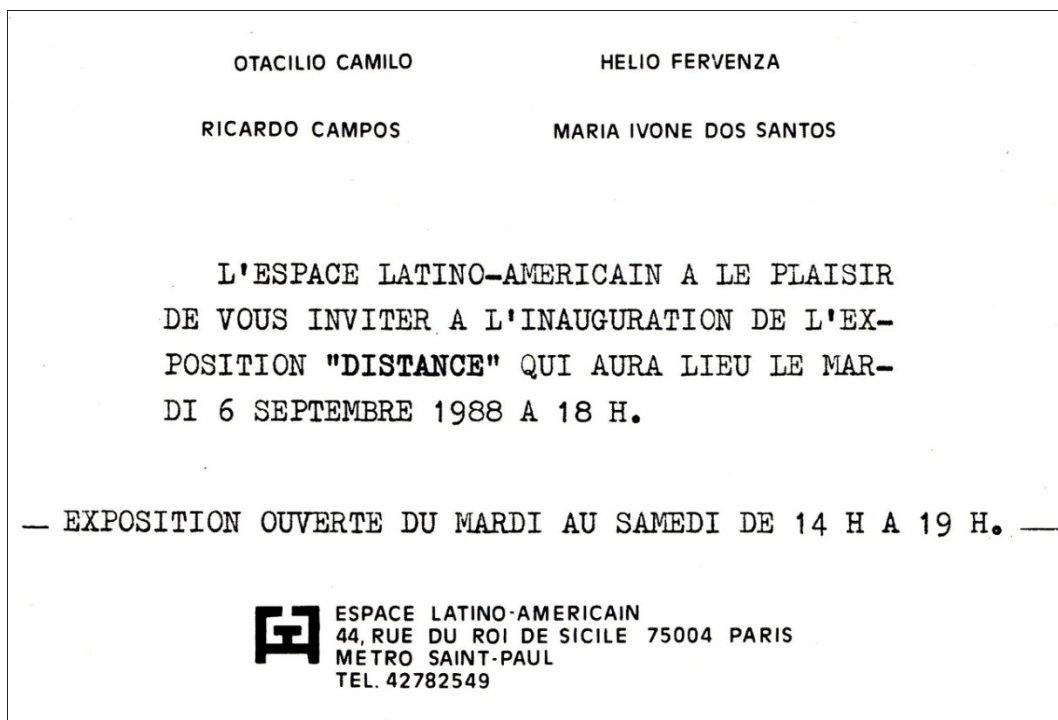 OTACILIO CAMILO HELIO FERVENZA
RICARDO CAMPOS MARIA IVONE DOS SANTOS
L'ESPACE LATINO-AMERICAIN A LE PLAISIR
DE VOUS INVITER A L'INAUGURATION DE L'EX-
POSITION "DISTANCE" QUI AURA LIEU LE MAR-
DI 6 SEPTEMBRE 1988 A 18 H.
— EXPOSITION OUVERTE DU MARDI AU SAMEDI DE 14 H A 19 H. —
ESPACE LATINO-AMERICAIN
44, RUE DU ROI DE SICILE 75004 PARIS
METRO SAINT-PAUL
TEL. 42782549